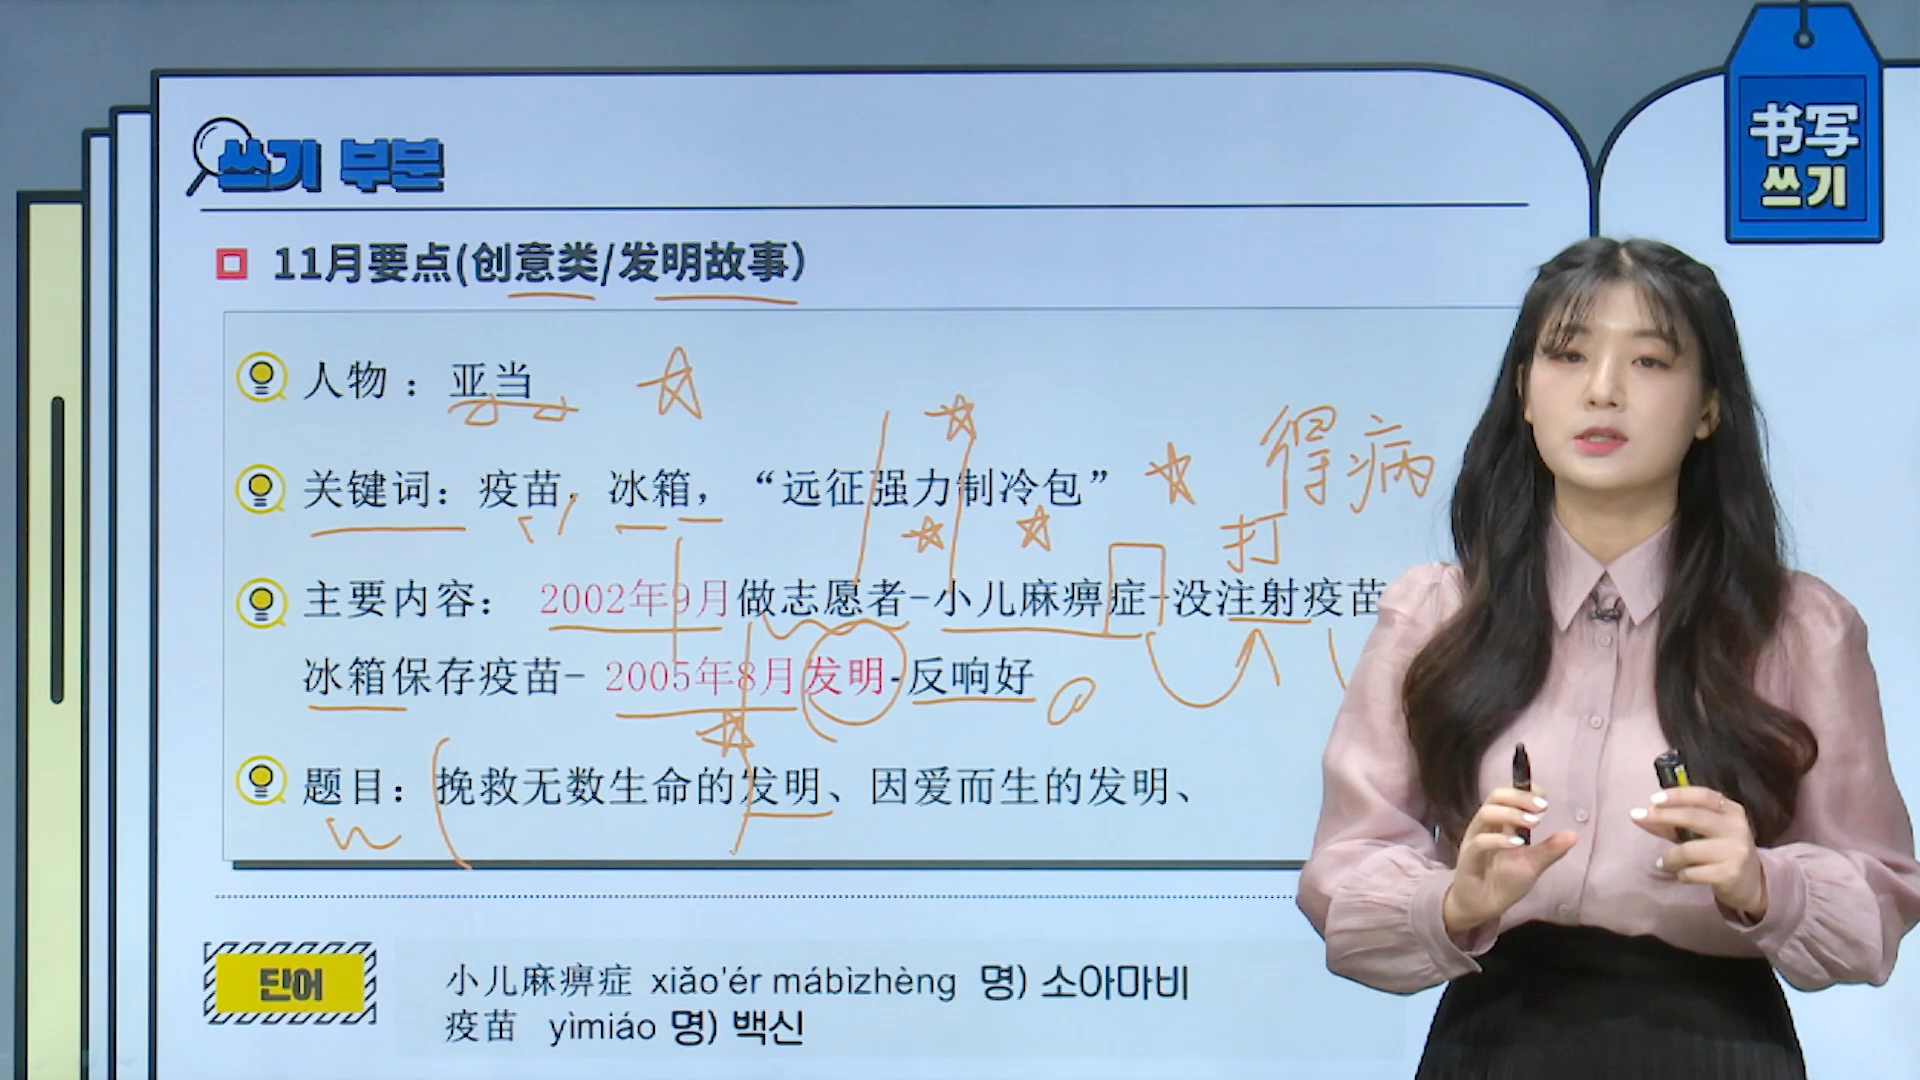 书写
쓰기
쓰기 부분
11月要点(创意类/发明故事)
人物：亚当
得病
关键词：疫苗，冰箱，“远征强力制冷包”
打
主要内容： 2002年9月做志愿者-小儿麻痹症-没注射疫苗
冰箱保存疫苗- 2005年8月发明-反响好
题目：挽救无数生命的发明、因爱而生的发明、
단어
小儿麻痹症 xiǎo'ér mábìzhèng 명) 소아마비
疫苗 yìmiáo 명) 백신